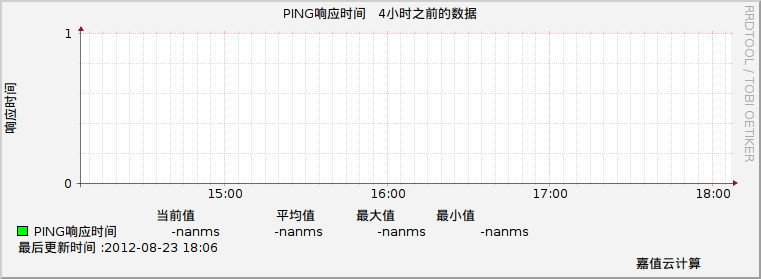 PING响应时间 4小时之前的数据
RRDTOOL / TOBI OETIKER
响应时间
1
0
15:00 16:00 17:00 18:00
当前值 平均值 最大值 最小值
PING响应时间 -nanms -nanms -nanms -nanms
最后更新时间 :2012-08-23 18:06
嘉值云计算